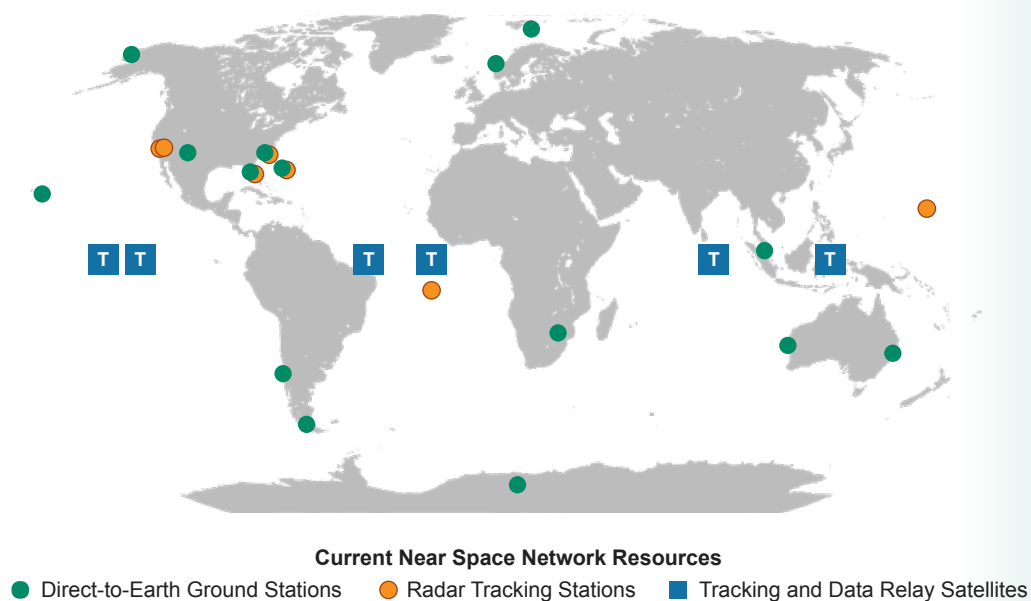 T T T T T T
Current Near Space Network Resources
Direct-to-Earth Ground Stations Radar Tracking Stations Tracking and Data Relay Satellites